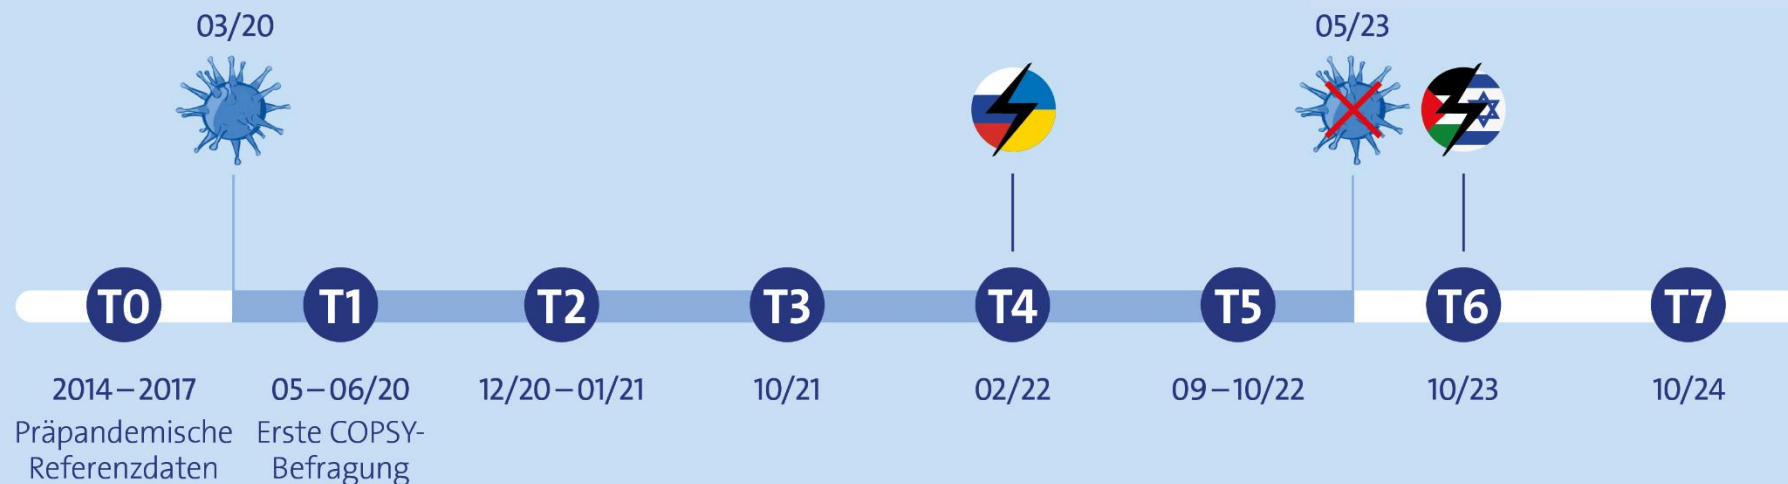 03/20
05/23
T0
T1
T2
T3
T4
T5
T6
T7
2014–2017
05–06/20
12/20–01/21
10/21
02/22
09–10/22
10/23
10/24
Präpandemische
Referenzdaten
Erste COPSY-
Befragung